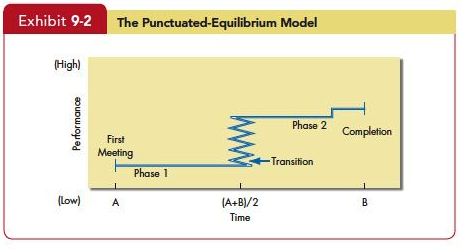 Exhibit 9-2 The Punctuated-Equilibrium Model
(High)
Performance
Phase 2
Completion
First
Meeting
Transition
Phase 1
(Low)
A
(A+B)/2
B
Time